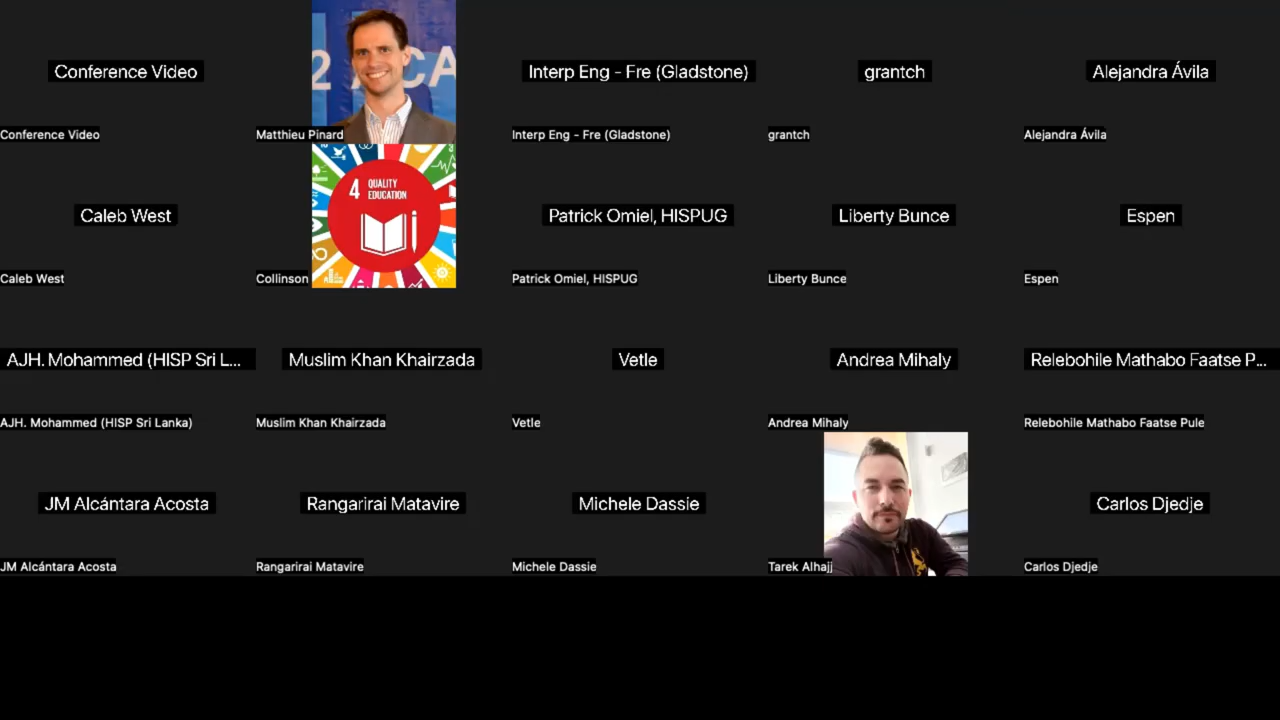 Conference Video
2 ACA
Interp Eng - Fre (Gladstone)
grantch
Alejandra Ávila
Conference Video
Matthieu Pinard
Interp Eng - Fre (Gladstone)
grantch
Alejandra Ávila
Caleb West
4 QUALITY
EDUCATION
Patrick Omiel, HISPUG
Liberty Bunce
Espen
Caleb West
Collinson
Patrick Omiel, HISPUG
Liberty Bunce
Espen
AJH. Mohammed (HISP Sri L...
Muslim Khan Khairzada
Vetle
Andrea Mihaly
Relebohile Mathabo Faatse P...
AJH. Mohammed (HISP Sri Lanka)
Muslim Khan Khairzada
Vetle
Andrea Mihaly
Relebohile Mathabo Faatse Pule
JM Alcántara Acosta
Rangarirai Matavire
Michele Dassie
Carlos Djedje
JM Alcántara Acosta
Rangarirai Matavire
Michele Dassie
Tarek Alhajj
Carlos Djedje